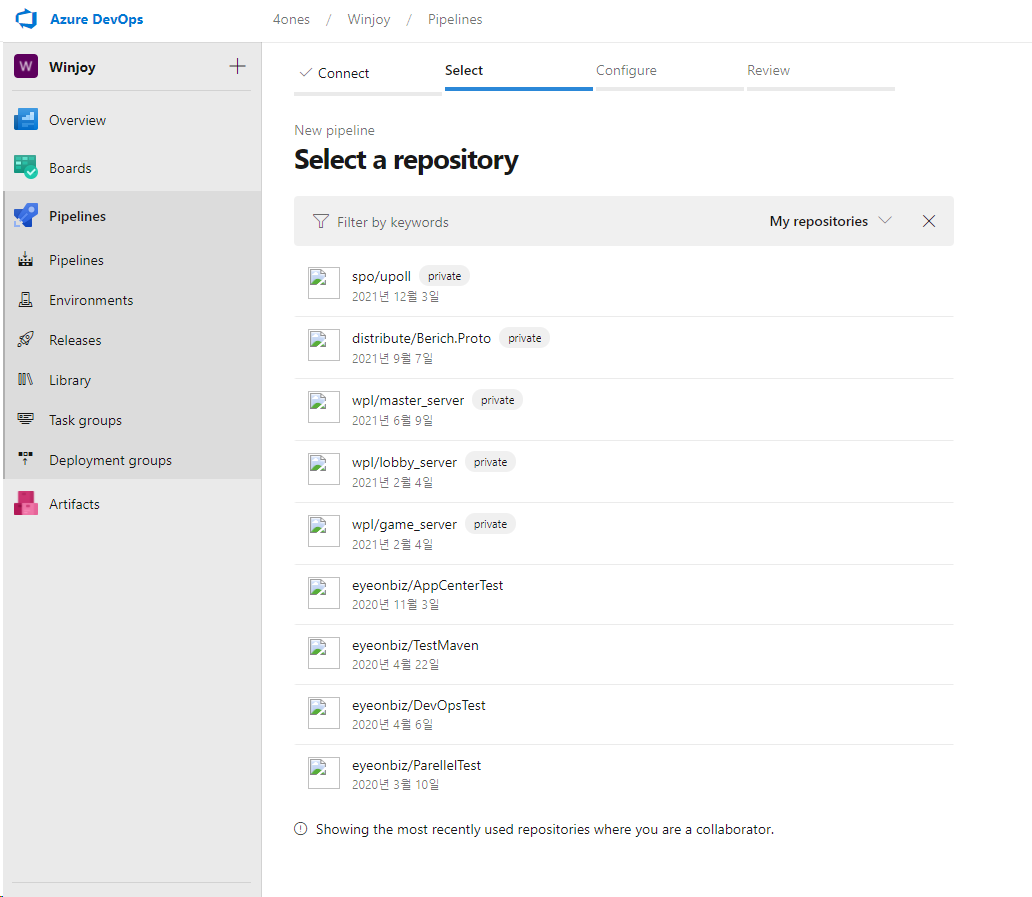 Azure DevOps
4ones / Winjoy / Pipelines
W Winjoy
Overview
Boards
Pipelines
Pipelines
Environments
Releases
Library
Task groups
Deployment groups
Artifacts
Connect Select Configure Review
New pipeline
Select a repository
Filter by keywords My repositories
spo/upoll private
2021년 12월 3일
distribute/Berich.Proto private
2021년 9월 7일
wpl/master_server private
2021년 6월 9일
wpl/lobby_server private
2021년 2월 4일
wpl/game_server private
2021년 2월 4일
eyeonbiz/AppCenterTest
2020년 11월 3일
eyeonbiz/TestMaven
2020년 4월 22일
eyeonbiz/DevOpsTest
2020년 4월 6일
eyeonbiz/ParellelTest
2020년 3월 10일
Showing the most recently used repositories where you are a collaborator.